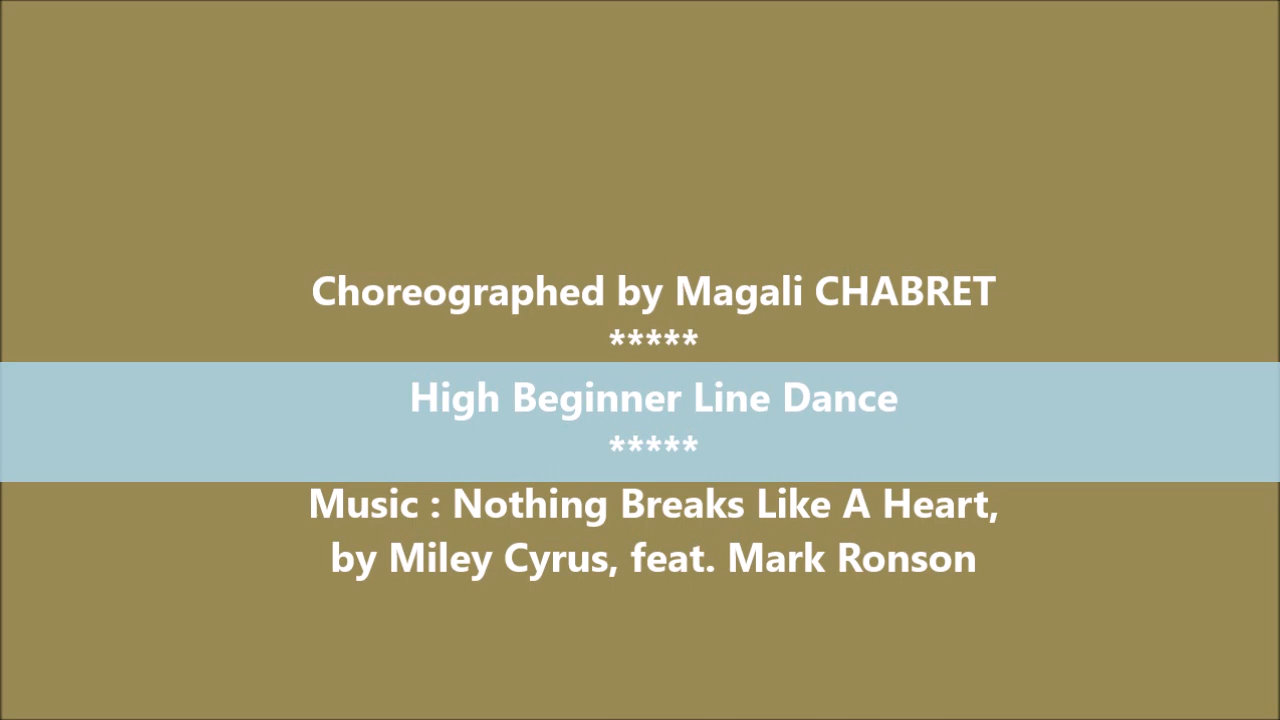 Choreographed by Magali CHABRET
*****
High Beginner Line Dance
*****
Music : Nothing Breaks Like A Heart,
by Miley Cyrus, feat. Mark Ronson